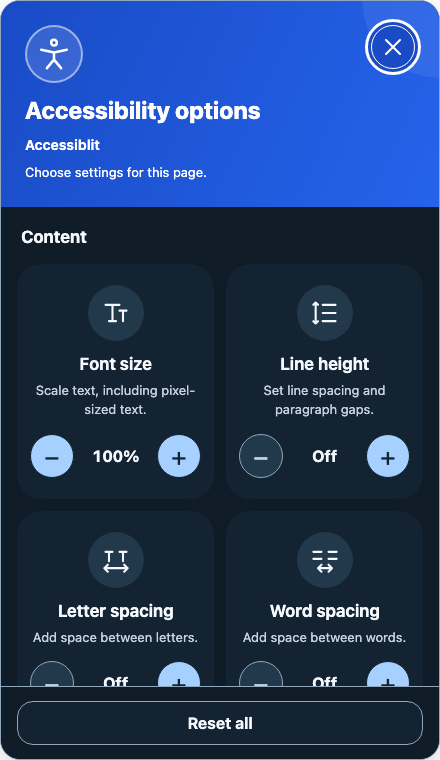 Accessibility options
Accessiblit
Choose settings for this page.
Content
Font size
Scale text, including pixel-
sized text.
− 100% +
Line height
Set line spacing and
paragraph gaps.
− Off +
Letter spacing
Add space between letters.
− Off +
Word spacing
Add space between words.
− Off +
Reset all